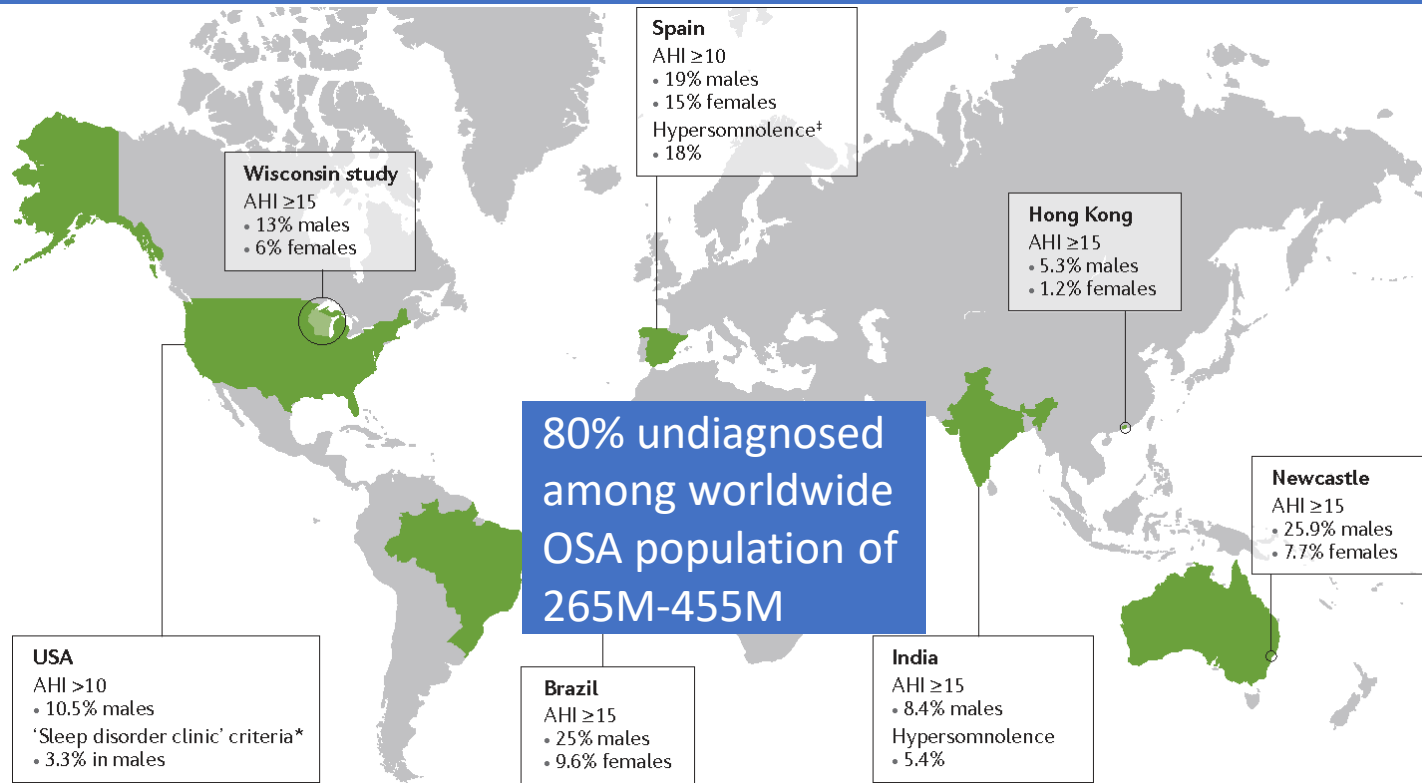 Spain
AHI ≥10
• 19% males
• 15% females
Hypersomnolence‡
• 18%
Wisconsin study
AHI ≥15
• 13% males
• 6% females
Hong Kong
AHI ≥15
• 5.3% males
• 1.2% females
80% undiagnosed
among worldwide
OSA population of
265M-455M
Newcastle
AHI ≥15
• 25.9% males
• 7.7% females
USA
AHI >10
• 10.5% males
‘Sleep disorder clinic’ criteria*
• 3.3% in males
Brazil
AHI ≥15
• 25% males
• 9.6% females
India
AHI ≥15
• 8.4% males
Hypersomnolence
• 5.4%